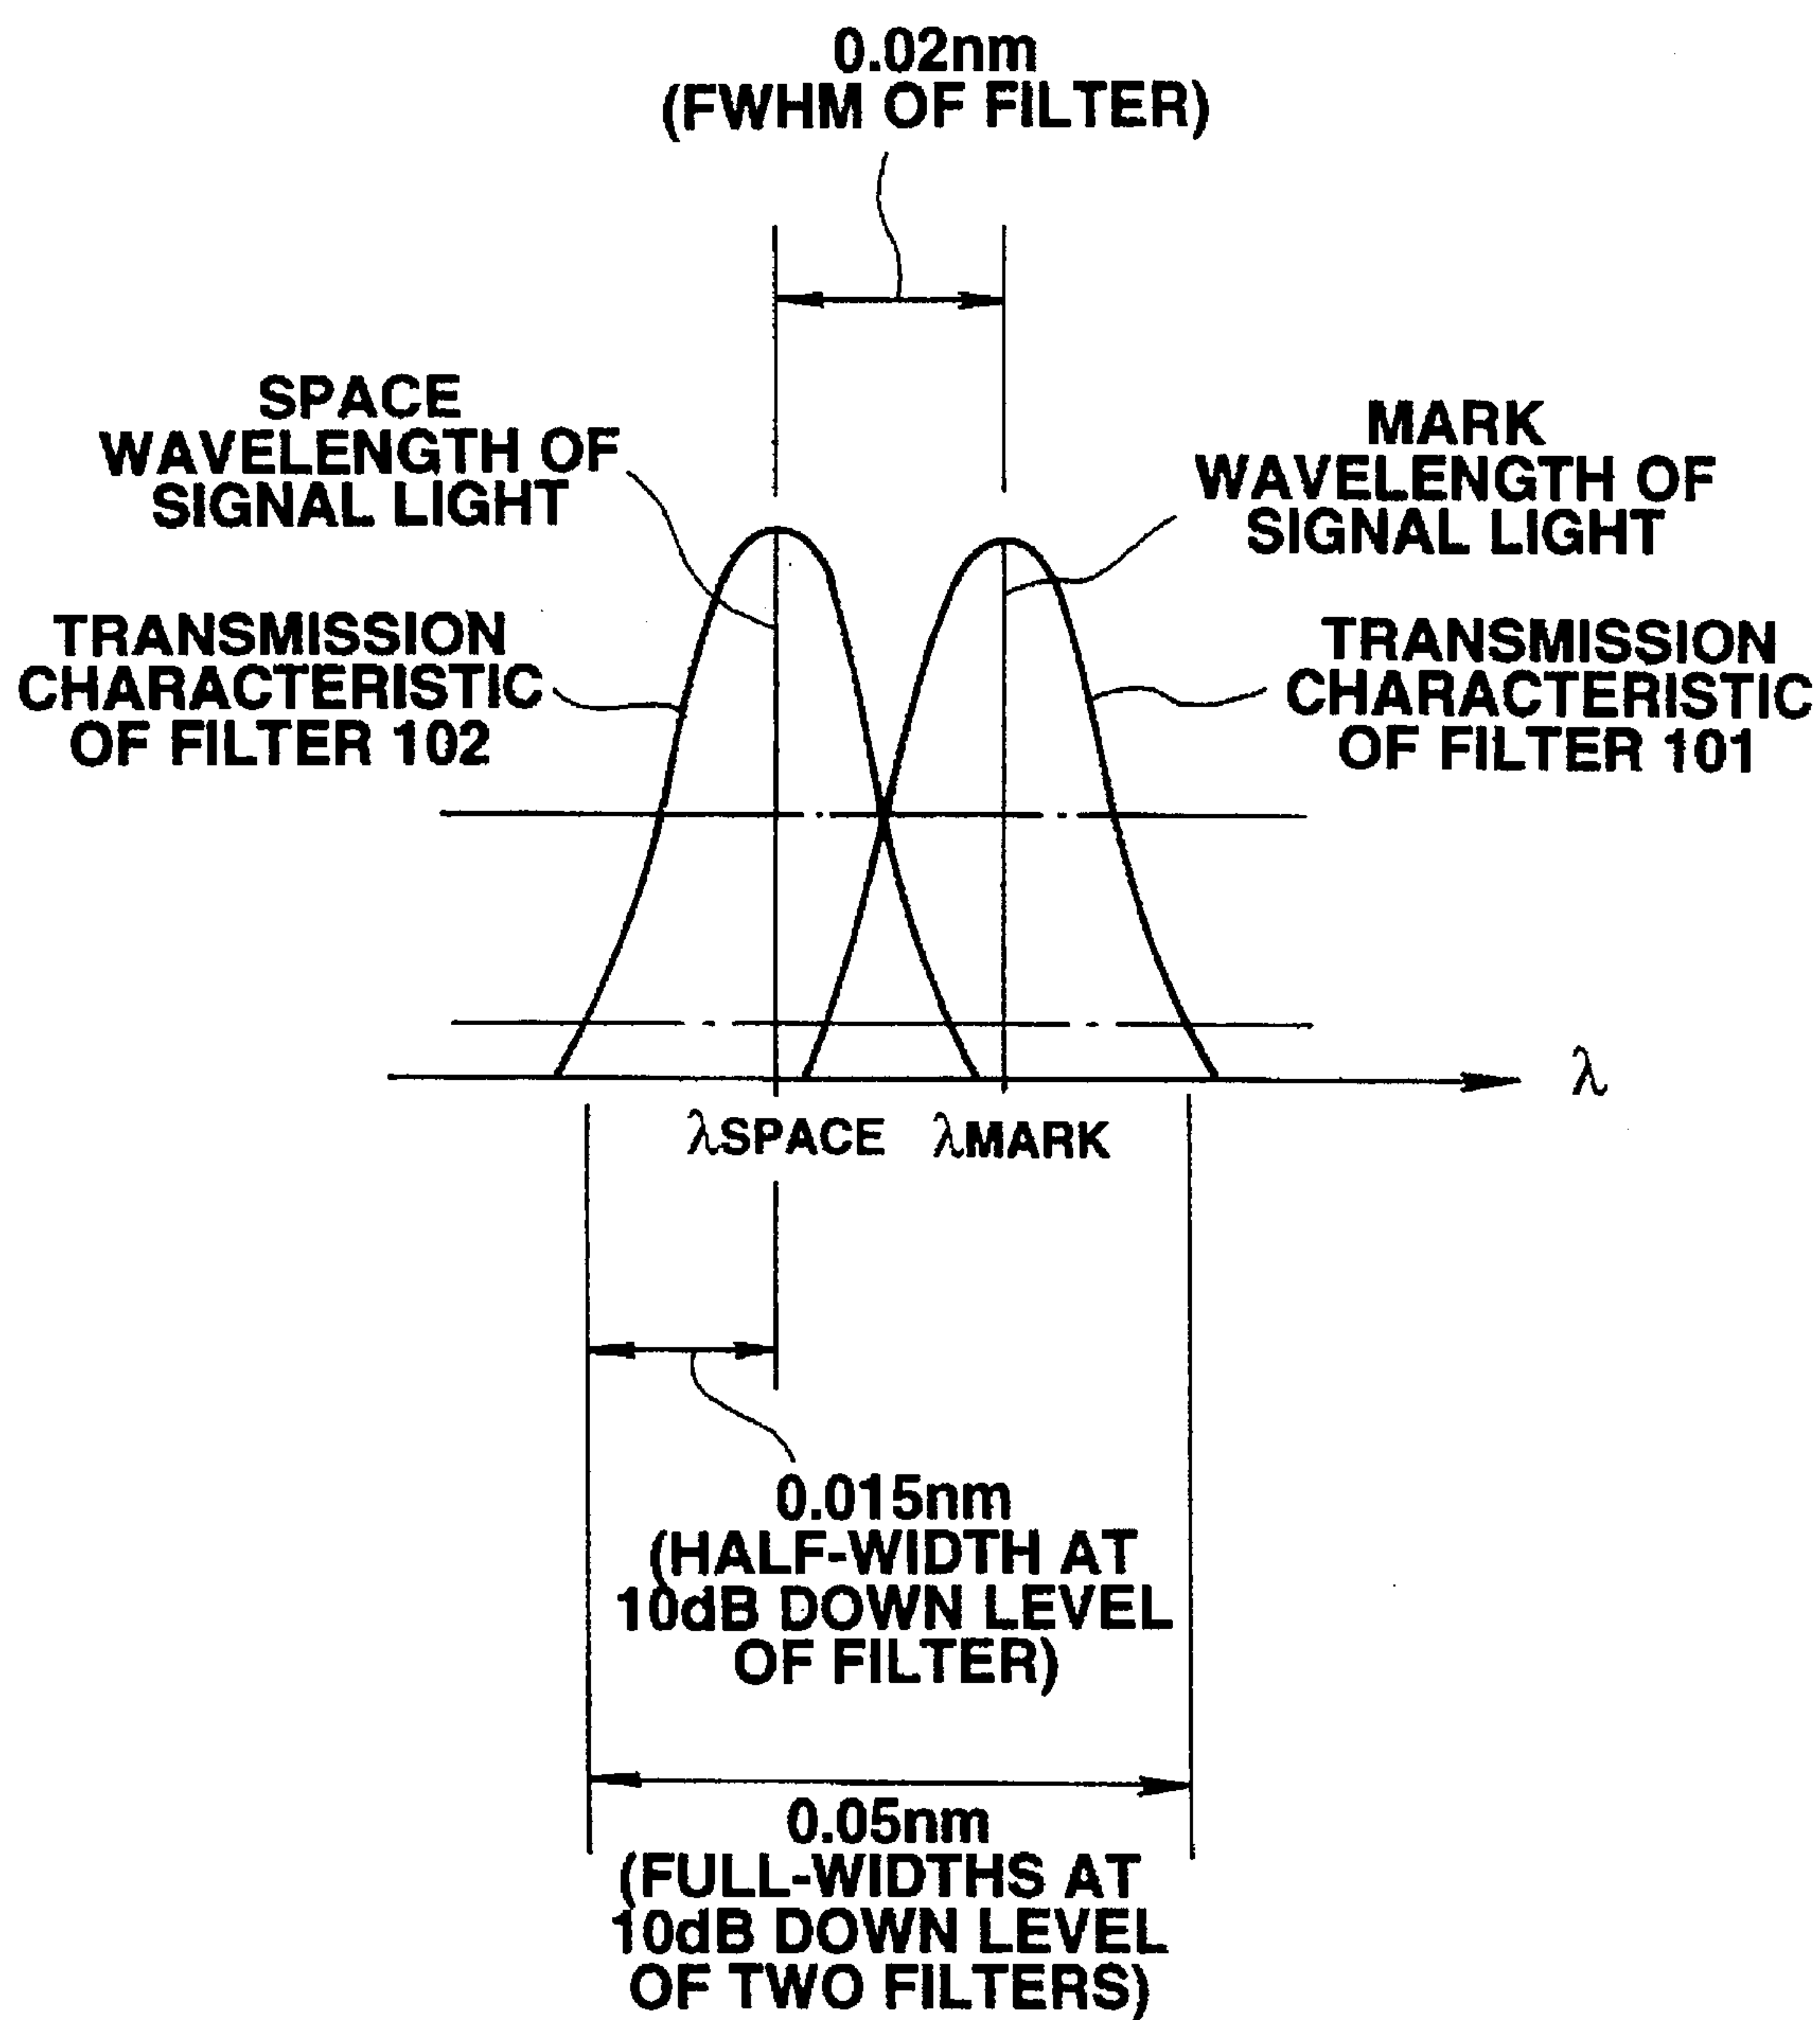 0.02nm
(FWHM OF FILTER)
SPACE
WAVELENGTH OF
SIGNAL LIGHT
MARK
WAVELENGTH OF
SIGNAL LIGHT
TRANSMISSION
CHARACTERISTIC
OF FILTER 102
TRANSMISSION
CHARACTERISTIC
OF FILTER 101
λ
λSPACE
λMARK
0.015nm
(HALF-WIDTH AT
10dB DOWN LEVEL
OF FILTER)
0.05nm
(FULL-WIDTHS AT
10dB DOWN LEVEL
OF TWO FILTERS)